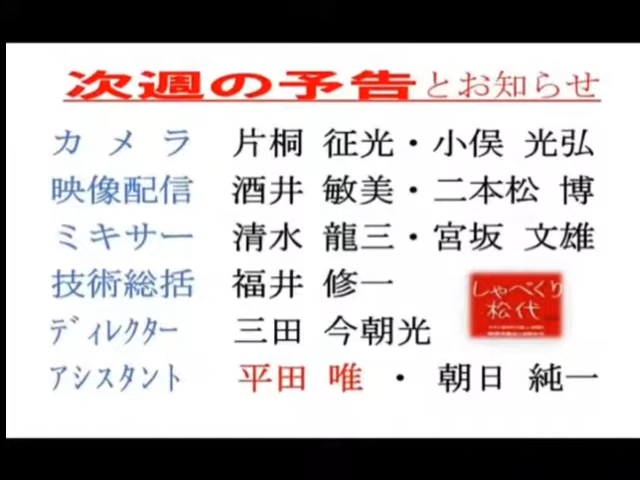 次週の予告とお知らせ
カメラ 片桐 征光・小俣 光弘
映像配信 酒井 敏美・二本松 博
ミキサー 清水 龍三・宮坂 文雄
技術総括 福井 修一
しゃべくり
松代
ディレクター 三田 今朝光
アシスタント 平田 唯 ・ 朝日 純一